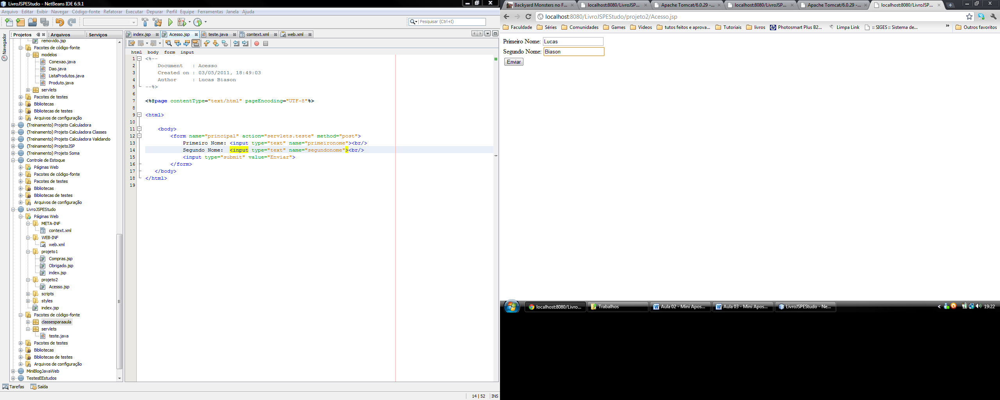 LivroJSPEStudo - NetBeans IDE 6.9.1
Arquivo Editar Exibir Navegar Código-fonte Refatorar Executar Depurar Perfil Equipe Ferramentas Janela Ajuda
Pesquisar (Ctrl+I)
Navegador
Projetos Arquivos Serviços
removido.jsp
Pacotes de código-fonte
modelos
Conexao.java
Dao.java
ListaProdutos.java
Produto.java
servlets
Pacotes de testes
Bibliotecas
Bibliotecas de testes
Arquivos de configuração
(Treinamento) Projeto Calculadora
(Treinamento) Projeto Calculadora Classes
(Treinamento) Projeto Calculadora Validando
(Treinamento) ProjetoJSP
(Treinamento) Projeto Soma
Controle de Estoque
Páginas Web
Pacotes de código-fonte
Pacotes de testes
Bibliotecas
Bibliotecas de testes
Arquivos de configuração
LivroJSPEStudo
Páginas Web
META-INF
context.xml
WEB-INF
web.xml
projeto1
Compras.jsp
Obrigado.jsp
index.jsp
projeto2
Acesso.jsp
scripts
styles
index.jsp
Pacotes de código-fonte
classesparaaula
servlets
teste.java
Pacotes de testes
Bibliotecas
Bibliotecas de testes
Arquivos de configuração
MiniBlogJavaWeb
TestesEEstudos
Tarefas Saída
index.jsp Acesso.jsp teste.java context.xml web.xml
html body form input
1 <%--
2 Document : Acesso
3 Created on : 03/05/2011, 18:49:03
4 Author : Lucas Biason
5 --%>
6
7 <%@page contentType="text/html" pageEncoding="UTF-8"%>
8
9 <html>
10
11 <body>
12 <form name="principal" action="servlets.teste" method="post">
13 Primeiro Nome: <input type="text" name="primeironome"><br/>
14 Segundo Nome: <input type="text" name="segundonome"><br/>
15 <input type="submit" value="Enviar">
16 </form>
17 </body>
18 </html>
19
14 | 52 INS
Backyard Monsters no F... localhost:8080/LivroJSP... Apache Tomcat/6.0.29 - ... localhost:8080/LivroJSP... Apache Tomcat/6.0.29 - ... localhost:8080/LivroJSP...
localhost:8080/LivroJSPEStudo/projeto2/Acesso.jsp
Faculdade Séries Comunidades Games Videos tutos feitos e aprova... Tutoriais livros Photosmart Plus B2... Limpa Link :: SIGES :: Sistema de... » Outros favoritos
Primeiro Nome: Lucas
Segundo Nome: Biason
Enviar
localhost:8080/Livro... Trabalhos Aula 02 - Mini Apos... Aula 03 - Mini Apos... LivroJSPEStudo - Ne... 19:22